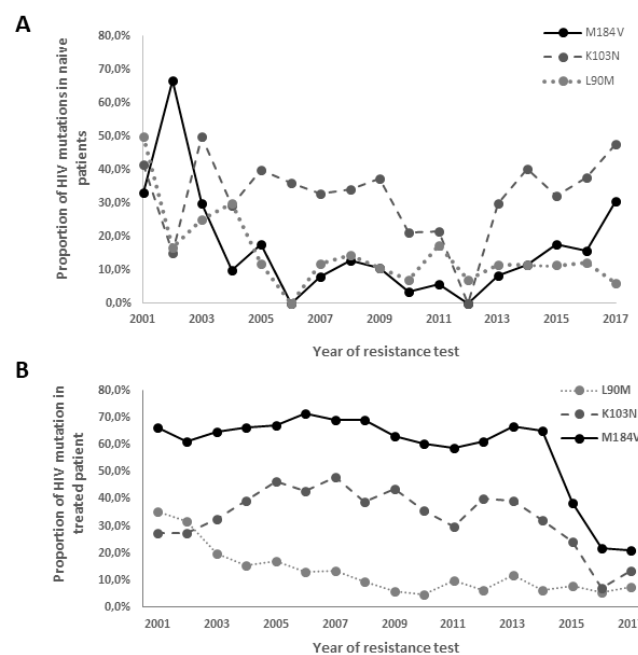 A
M184V
K103N
L90M
Proportion of HIV mutations in naive
patients
80,0%
70,0%
60,0%
50,0%
40,0%
30,0%
20,0%
10,0%
0,0%
2001 2003 2005 2007 2009 2011 2013 2015 2017
Year of resistance test
B
L90M
K103N
M184V
Proportion of HIV mutation in
treated patient
80,0%
70,0%
60,0%
50,0%
40,0%
30,0%
20,0%
10,0%
0,0%
2001 2003 2005 2007 2009 2011 2013 2015 2017
Year of resistance test